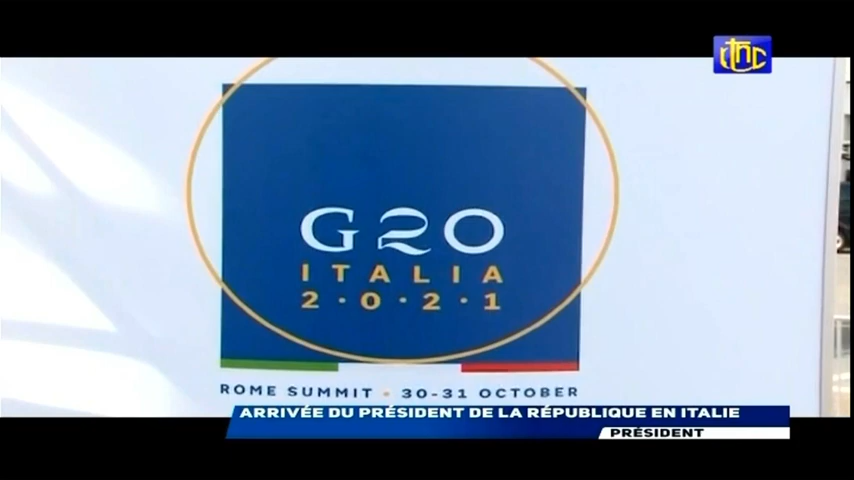 rtnc
G20
ITALIA
2·0·2·1
ROME SUMMIT • 30-31 OCTOBER
ARRIVÉE DU PRÉSIDENT DE LA RÉPUBLIQUE EN ITALIE
PRÉSIDENT